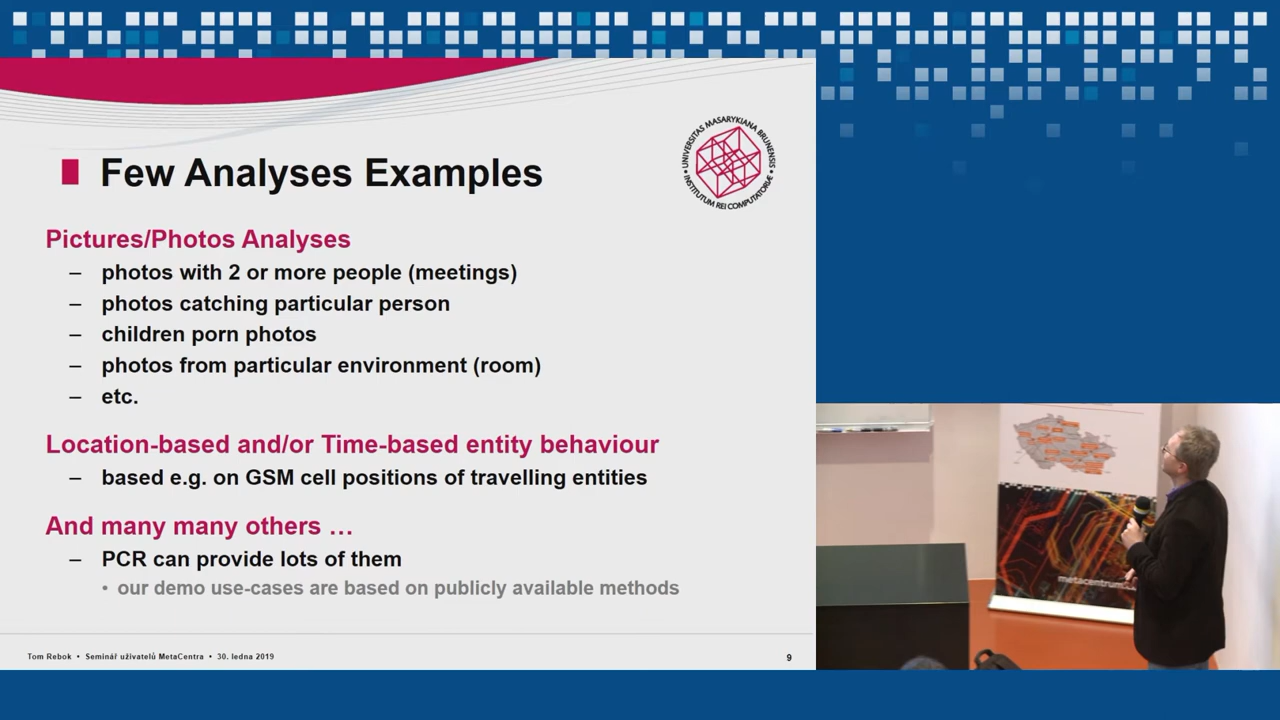 Few Analyses Examples
UNIVERSITAS MASARYKIANA BRUNENSIS
INSTITUTUM REI COMPUTATORIÆ
Pictures/Photos Analyses
– photos with 2 or more people (meetings)
– photos catching particular person
– children porn photos
– photos from particular environment (room)
– etc.
Location-based and/or Time-based entity behaviour
– based e.g. on GSM cell positions of travelling entities
And many many others …
– PCR can provide lots of them
• our demo use-cases are based on publicly available methods
Tom Rebok • Seminář uživatelů MetaCentra • 30. ledna 2019
9
metacentrum